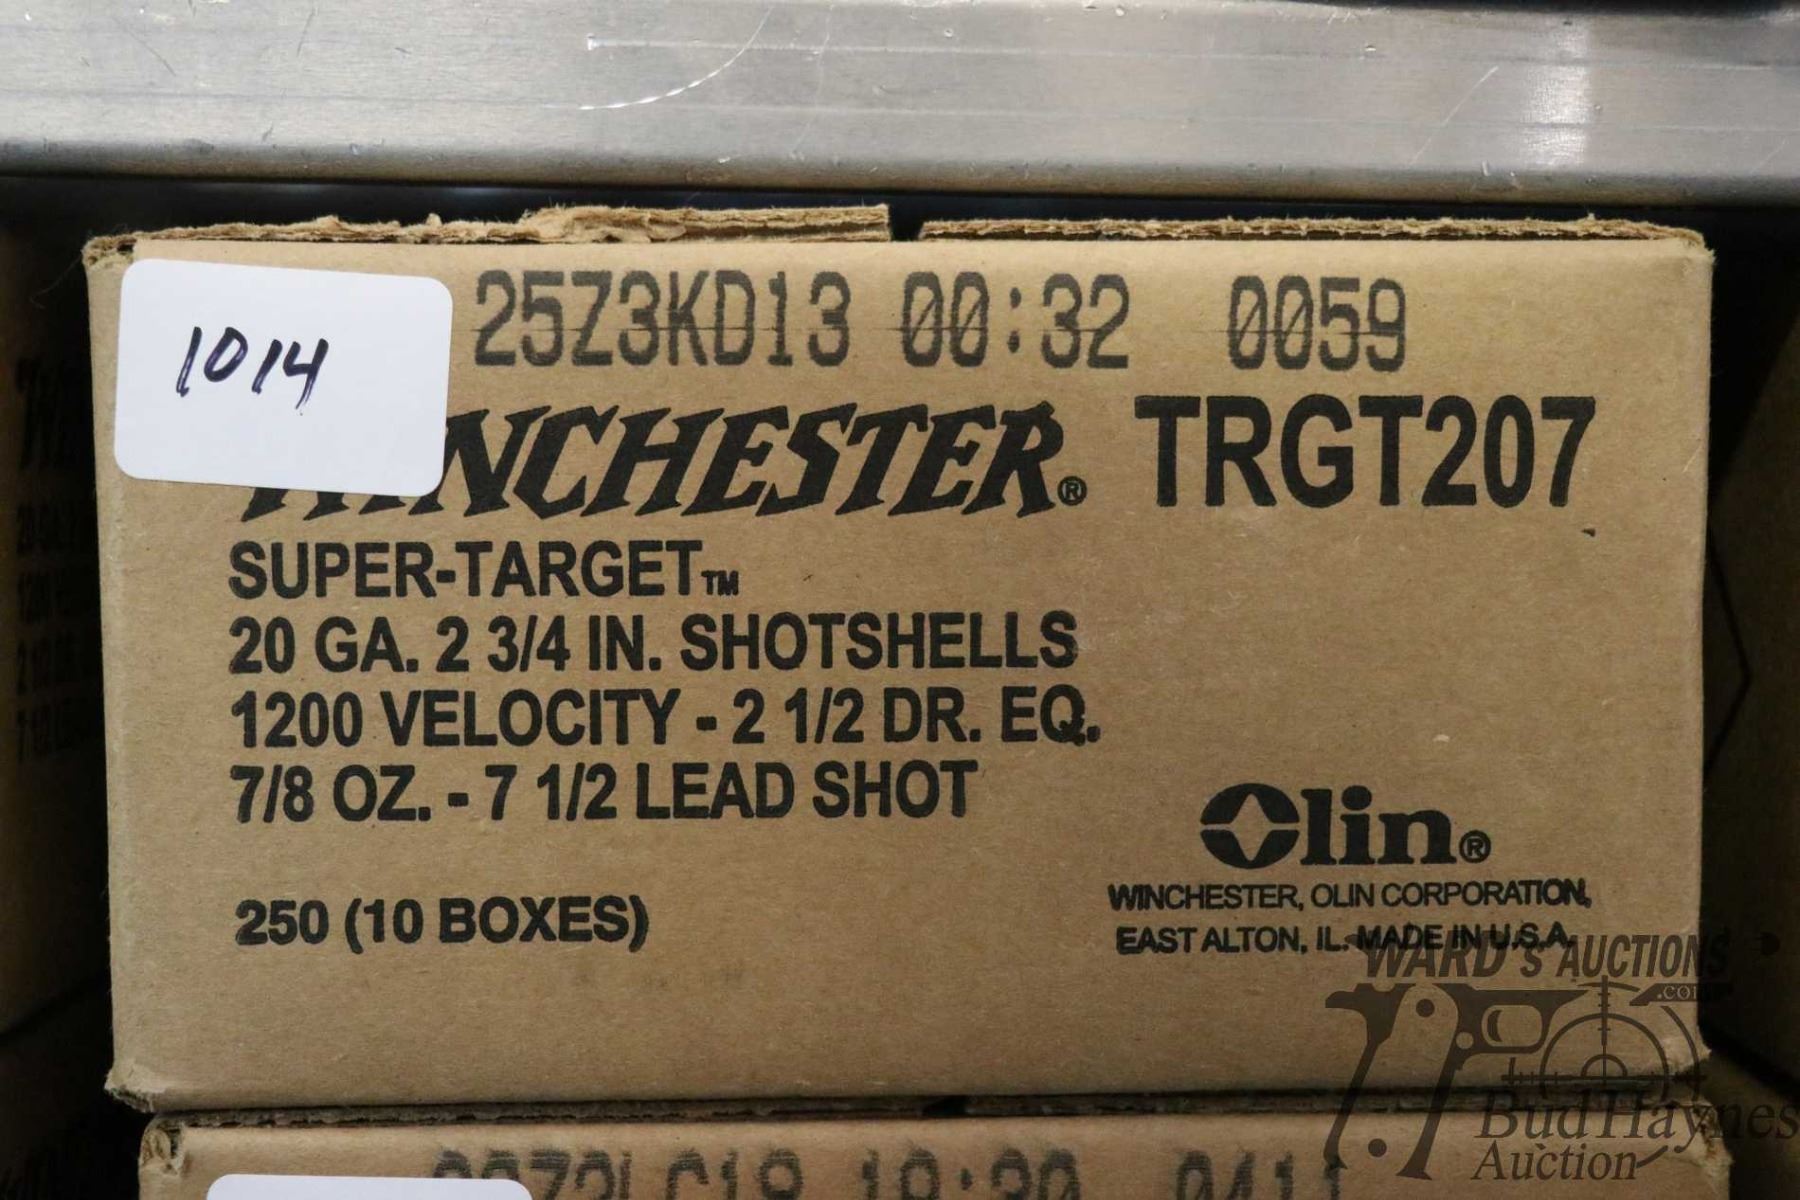 1014
25Z3KD13 00:32 0059
WINCHESTER® TRGT207
SUPER-TARGET™
20 GA. 2 3/4 IN. SHOTSHELLS
1200 VELOCITY - 2 1/2 DR. EQ.
7/8 OZ. - 7 1/2 LEAD SHOT
250 (10 BOXES)
Olin®
WINCHESTER, OLIN CORPORATION,
EAST ALTON, IL. MADE IN U.S.A.
WARD'S AUCTIONS
.com
Bud Haynes
Auction